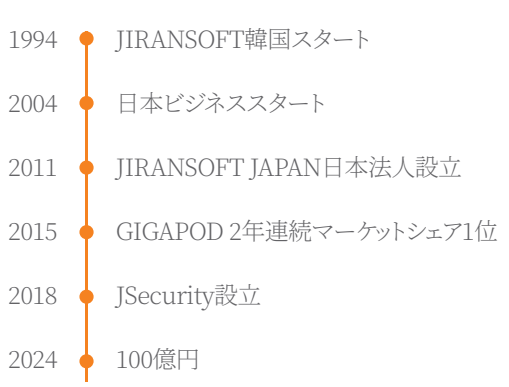 1994 JIRANSOFT韓国スタート
2004 日本ビジネススタート
2011 JIRANSOFT JAPAN日本法人設立
2015 GIGAPOD 2年連続マーケットシェア1位
2018 JSecurity設立
2024 100億円